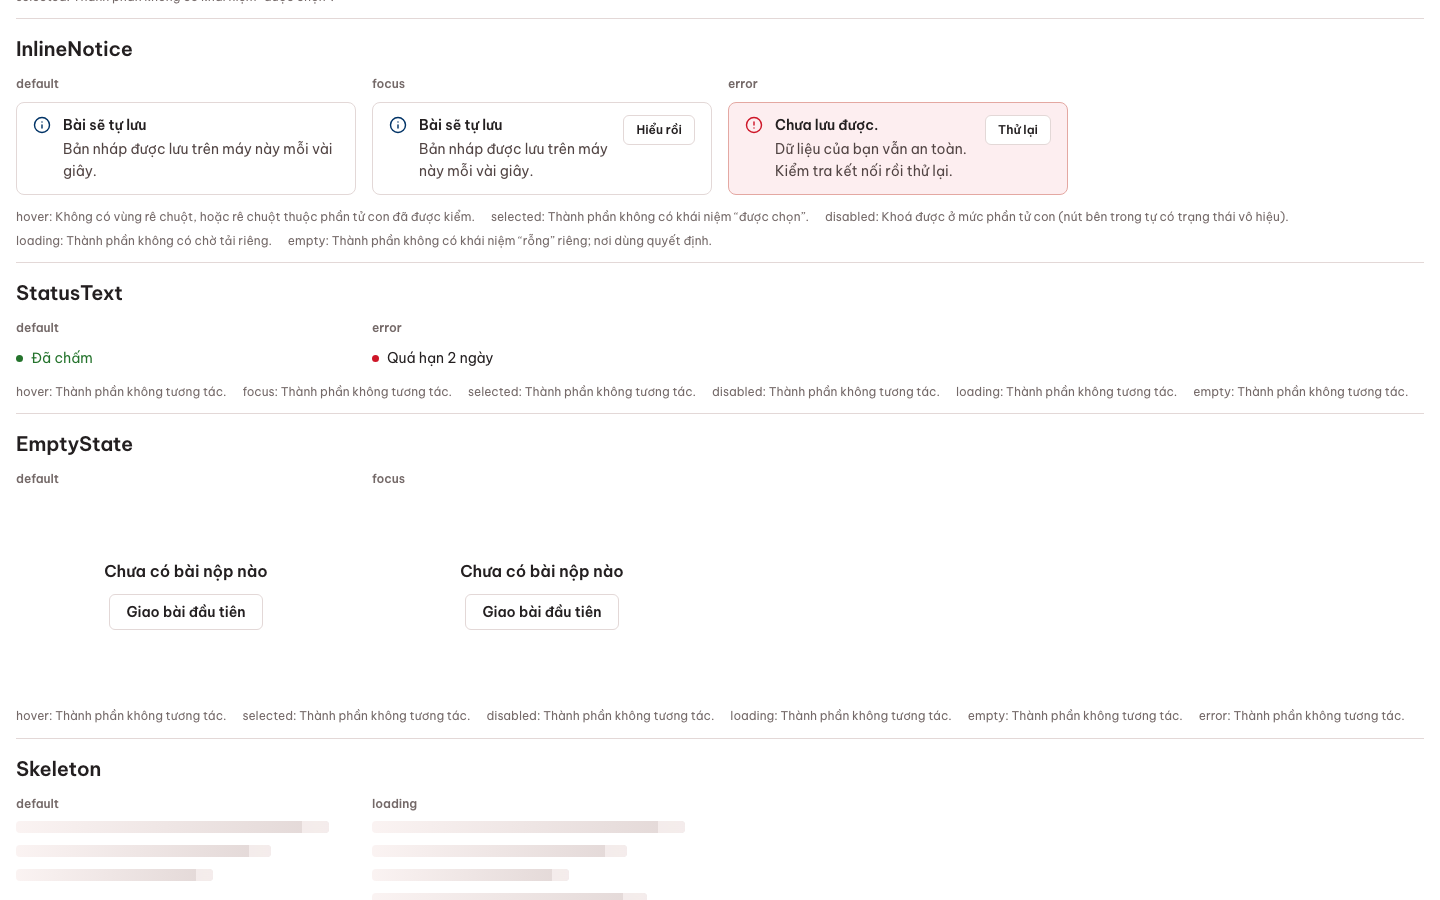 InlineNotice
default
focus
error
Bài sẽ tự lưu
Bản nháp được lưu trên máy này mỗi vài
giây.
Bài sẽ tự lưu
Bản nháp được lưu trên máy
này mỗi vài giây.
Hiểu rồi
Chưa lưu được.
Dữ liệu của bạn vẫn an toàn.
Kiểm tra kết nối rồi thử lại.
Thử lại
hover: Không có vùng rê chuột, hoặc rê chuột thuộc phần tử con đã được kiểm. selected: Thành phần không có khái niệm “được chọn”. disabled: Khoá được ở mức phần tử con (nút bên trong tự có trạng thái vô hiệu).
loading: Thành phần không có chờ tải riêng. empty: Thành phần không có khái niệm “rỗng” riêng; nơi dùng quyết định.
StatusText
default
error
Đã chấm
Quá hạn 2 ngày
hover: Thành phần không tương tác. focus: Thành phần không tương tác. selected: Thành phần không tương tác. disabled: Thành phần không tương tác. loading: Thành phần không tương tác. empty: Thành phần không tương tác.
EmptyState
default
focus
Chưa có bài nộp nào
Giao bài đầu tiên
Chưa có bài nộp nào
Giao bài đầu tiên
hover: Thành phần không tương tác. selected: Thành phần không tương tác. disabled: Thành phần không tương tác. loading: Thành phần không tương tác. empty: Thành phần không tương tác. error: Thành phần không tương tác.
Skeleton
default
loading